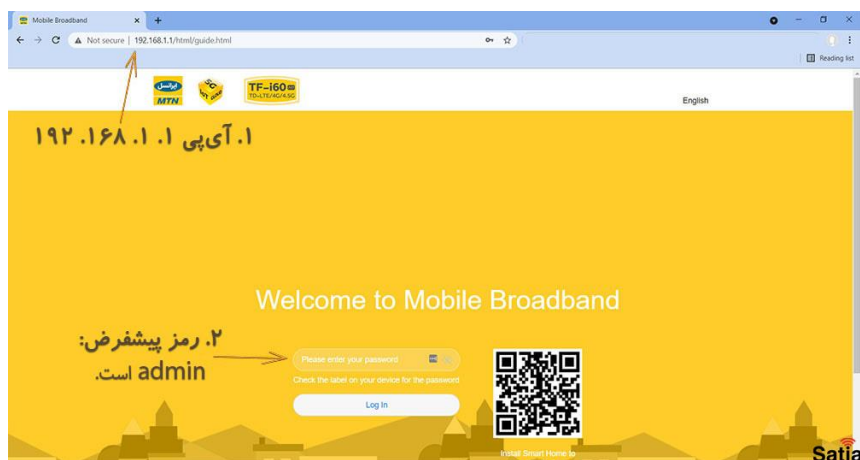 Mobile Broadband
Not secure | 192.168.1.1/html/guide.html
Reading list
ایرانسل
MTN
TF-i60
TD-LTE/4G/4.5G
English
۱. آی‌پی ۱. ۱. ۱۶۸. ۱۹۲
Welcome to Mobile Broadband
۲. رمز پیشفرض:
admin است.
Please enter your password
Check the label on your device for the password
Log In
Install Smart Home to
Satia